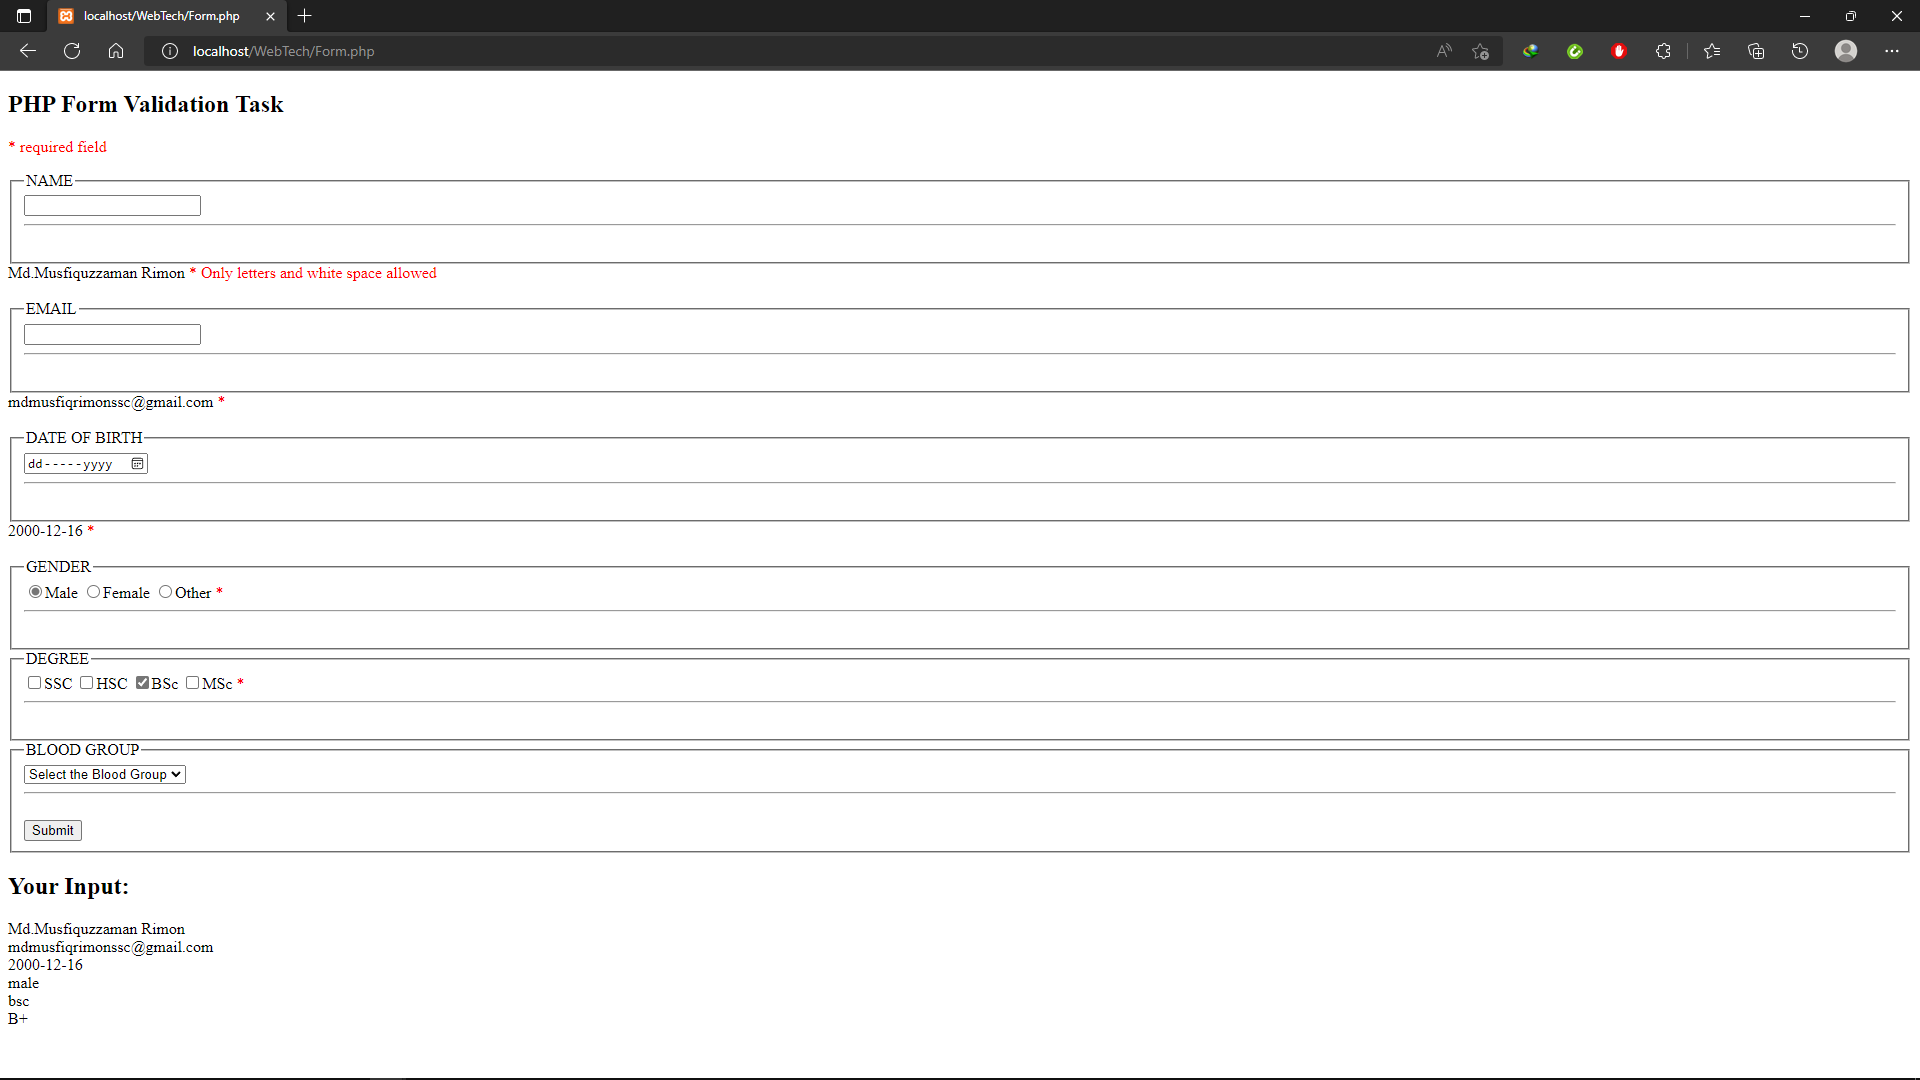 localhost/WebTech/Form.php
localhost/WebTech/Form.php
PHP Form Validation Task
* required field
NAME
Md.Musfiquzzaman Rimon * Only letters and white space allowed
EMAIL
mdmusfiqrimonssc@gmail.com *
DATE OF BIRTH
dd-----yyyy
2000-12-16 *
GENDER
Male Female Other *
DEGREE
SSC HSC BSc MSc *
BLOOD GROUP
Select the Blood Group
Submit
Your Input:
Md.Musfiquzzaman Rimon
mdmusfiqrimonssc@gmail.com
2000-12-16
male
bsc
B+